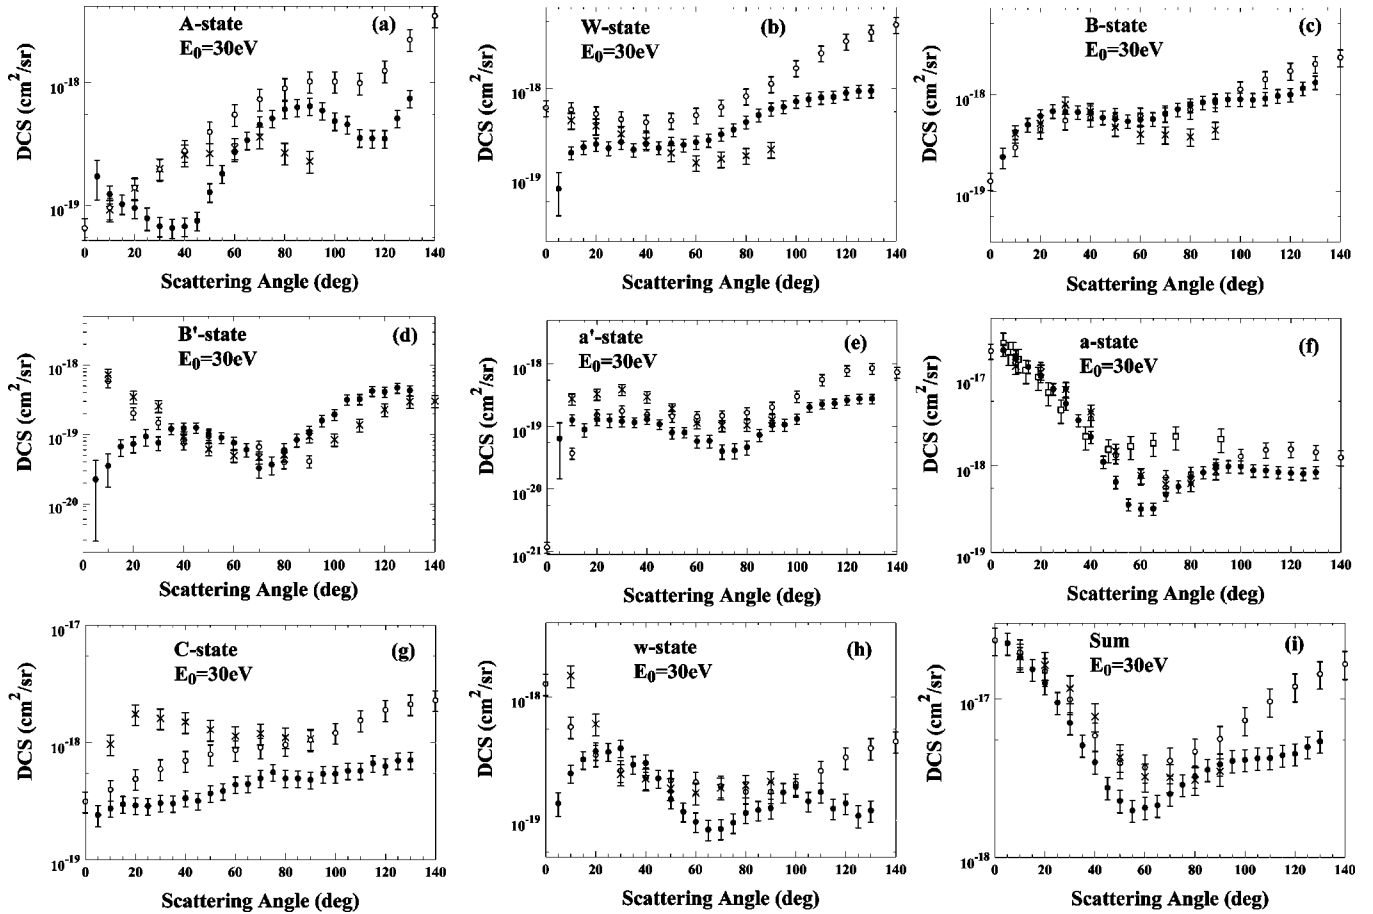 A-state
(a)
E0=30eV
DCS (cm²/sr)
10⁻¹⁸
10⁻¹⁹
0 20 40 60 80 100 120 140
Scattering Angle (deg)
W-state
(b)
E0=30eV
DCS (cm²/sr)
10⁻¹⁸
10⁻¹⁹
0 20 40 60 80 100 120 140
Scattering Angle (deg)
B-state
(c)
E0=30eV
DCS (cm²/sr)
10⁻¹⁸
10⁻¹⁹
0 20 40 60 80 100 120 140
Scattering Angle (deg)
B'-state
(d)
E0=30eV
DCS (cm²/sr)
10⁻¹⁸
10⁻¹⁹
10⁻²⁰
0 20 40 60 80 100 120 140
Scattering Angle (deg)
a'-state
(e)
E0=30eV
DCS (cm²/sr)
10⁻¹⁸
10⁻¹⁹
10⁻²⁰
10⁻²¹
0 20 40 60 80 100 120 140
Scattering Angle (deg)
a-state
(f)
E0=30eV
DCS (cm²/sr)
10⁻¹⁷
10⁻¹⁸
10⁻¹⁹
0 20 40 60 80 100 120 140
Scattering Angle (deg)
C-state
(g)
E0=30eV
DCS (cm²/sr)
10⁻¹⁷
10⁻¹⁸
10⁻¹⁹
0 20 40 60 80 100 120 140
Scattering Angle (deg)
w-state
(h)
E0=30eV
DCS (cm²/sr)
10⁻¹⁸
10⁻¹⁹
0 20 40 60 80 100 120 140
Scattering Angle (deg)
Sum
(i)
E0=30eV
DCS (cm²/sr)
10⁻¹⁷
10⁻¹⁸
0 20 40 60 80 100 120 140
Scattering Angle (deg)